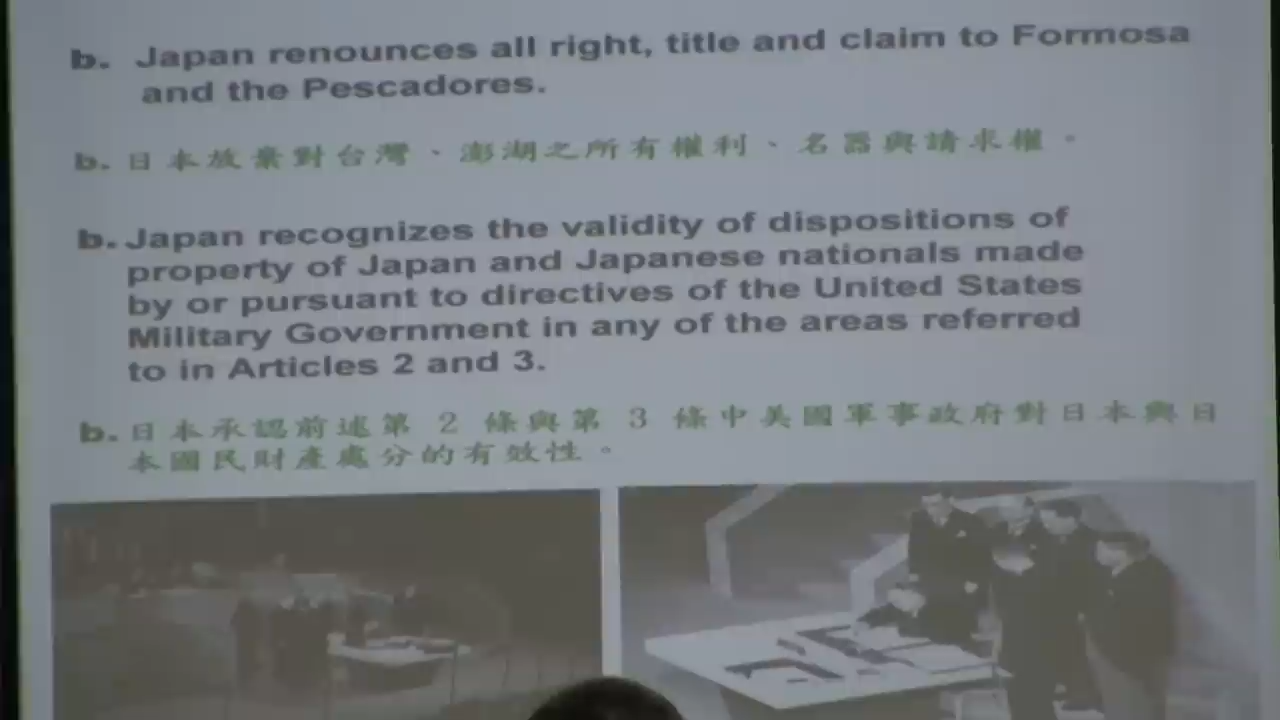 b. Japan renounces all right, title and claim to Formosa
and the Pescadores.
b. 日本放棄對台灣、澎湖之所有權利、名器與請求權。
b. Japan recognizes the validity of dispositions of
property of Japan and Japanese nationals made
by or pursuant to directives of the United States
Military Government in any of the areas referred
to in Articles 2 and 3.
b. 日本承認前述第 2 條與第 3 條中美國軍事政府對日本與日
本國民財產處分的有效性。